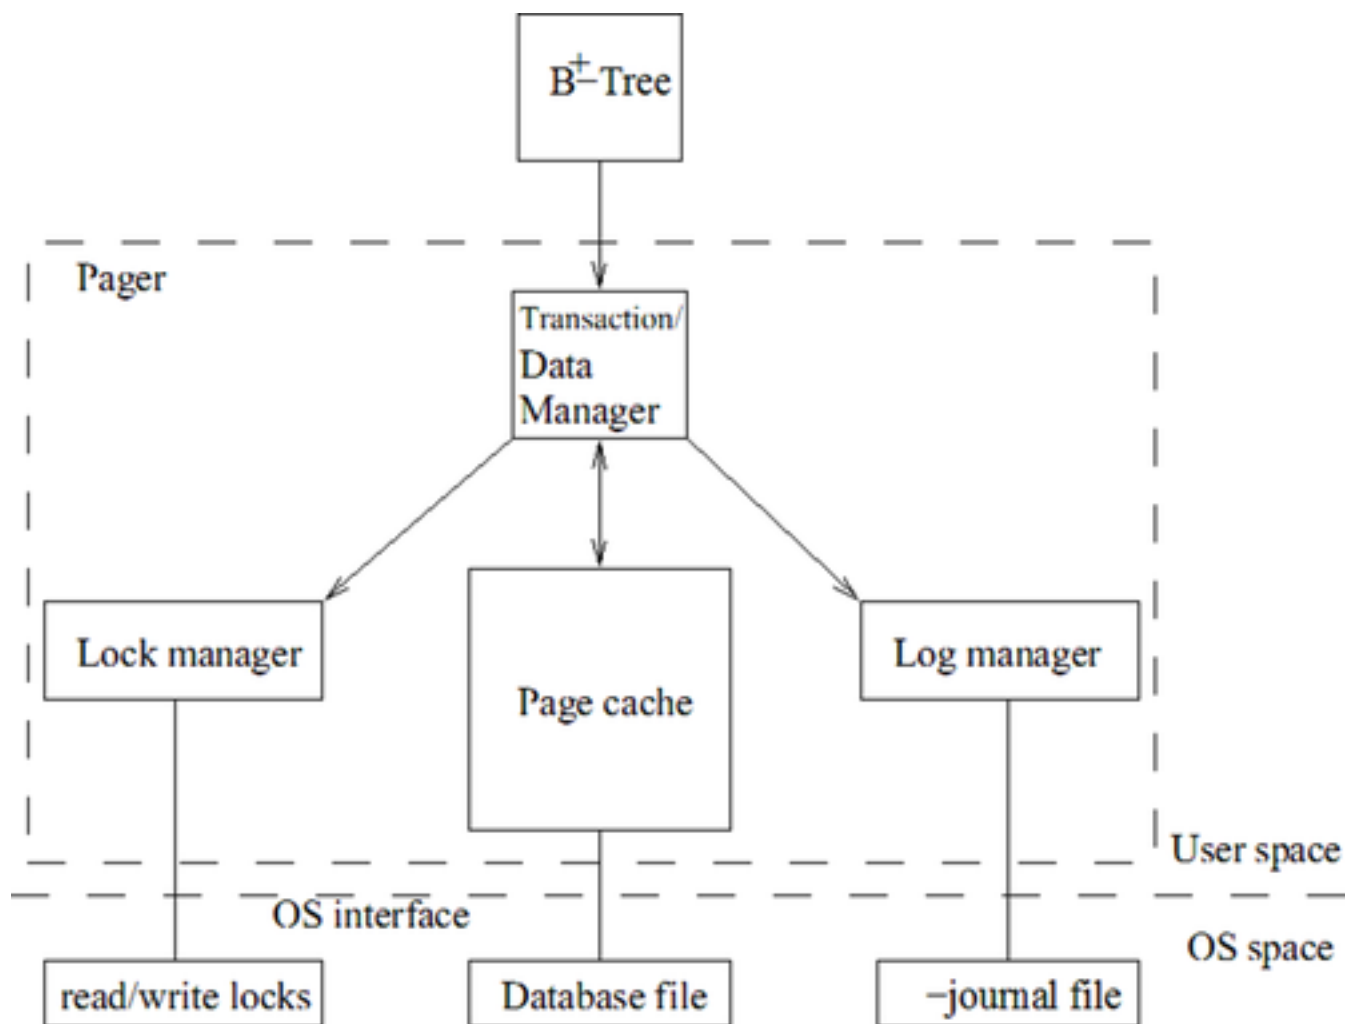 B+-Tree
Pager
Transaction/
Data
Manager
Lock manager
Page cache
Log manager
User space
OS interface
OS space
read/write locks
Database file
-journal file